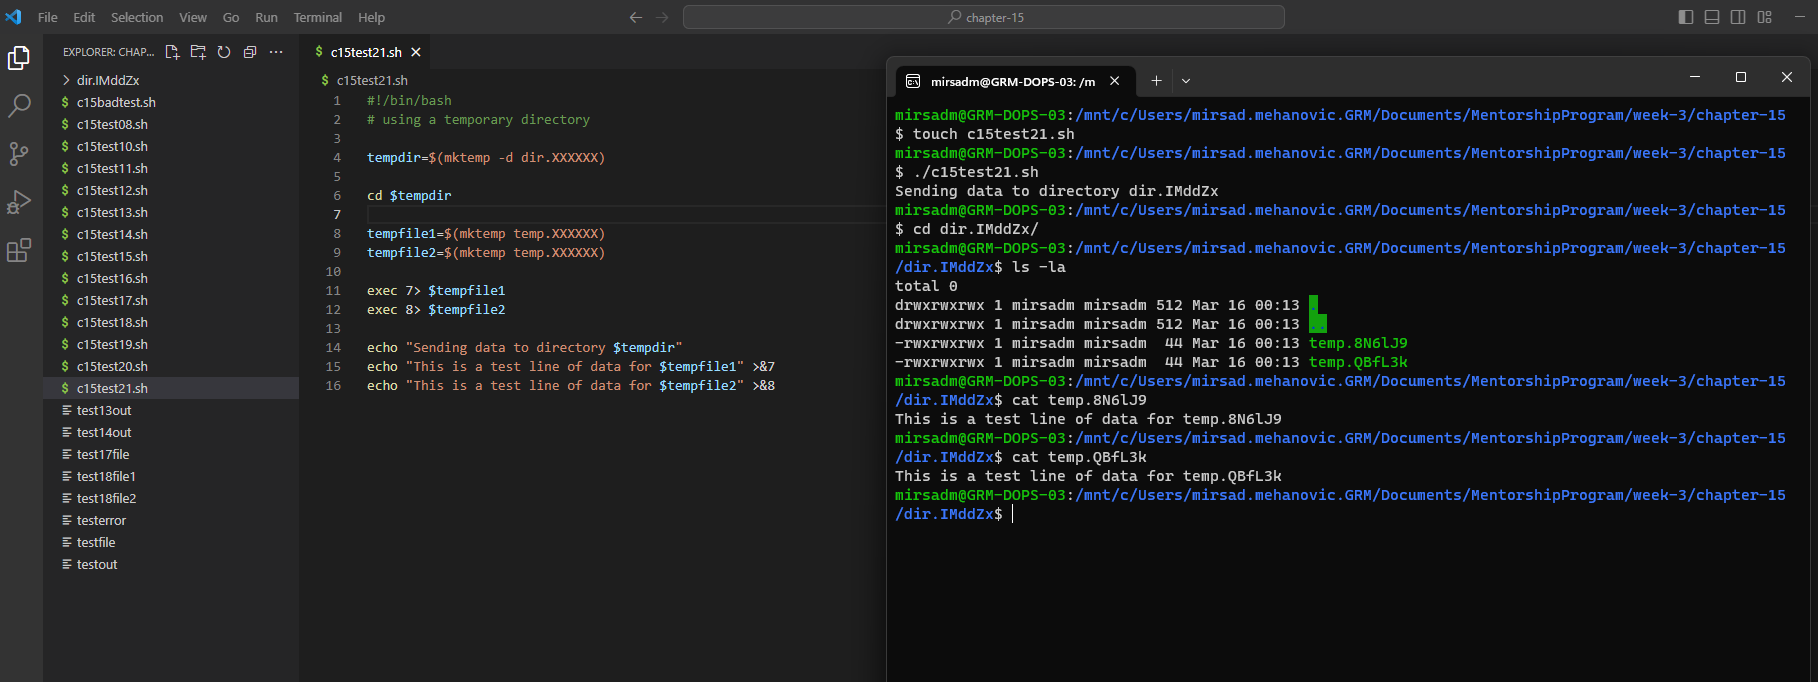 File Edit Selection View Go Run Terminal Help
chapter-15
EXPLORER: CHAP...
dir.IMddZx
$ c15badtest.sh
$ c15test08.sh
$ c15test10.sh
$ c15test11.sh
$ c15test12.sh
$ c15test13.sh
$ c15test14.sh
$ c15test15.sh
$ c15test16.sh
$ c15test17.sh
$ c15test18.sh
$ c15test19.sh
$ c15test20.sh
$ c15test21.sh
test13out
test14out
test17file
test18file1
test18file2
testerror
testfile
testout
$ c15test21.sh
$ c15test21.sh
1 #!/bin/bash
2 # using a temporary directory
3
4 tempdir=$(mktemp -d dir.XXXXXX)
5
6 cd $tempdir
7
8 tempfile1=$(mktemp temp.XXXXXX)
9 tempfile2=$(mktemp temp.XXXXXX)
10
11 exec 7> $tempfile1
12 exec 8> $tempfile2
13
14 echo "Sending data to directory $tempdir"
15 echo "This is a test line of data for $tempfile1" >&7
16 echo "This is a test line of data for $tempfile2" >&8
mirsadm@GRM-DOPS-03: /m
mirsadm@GRM-DOPS-03:/mnt/c/Users/mirsad.mehanovic.GRM/Documents/MentorshipProgram/week-3/chapter-15
$ touch c15test21.sh
mirsadm@GRM-DOPS-03:/mnt/c/Users/mirsad.mehanovic.GRM/Documents/MentorshipProgram/week-3/chapter-15
$ ./c15test21.sh
Sending data to directory dir.IMddZx
mirsadm@GRM-DOPS-03:/mnt/c/Users/mirsad.mehanovic.GRM/Documents/MentorshipProgram/week-3/chapter-15
$ cd dir.IMddZx/
mirsadm@GRM-DOPS-03:/mnt/c/Users/mirsad.mehanovic.GRM/Documents/MentorshipProgram/week-3/chapter-15
/dir.IMddZx$ ls -la
total 0
drwxrwxrwx 1 mirsadm mirsadm 512 Mar 16 00:13 .
drwxrwxrwx 1 mirsadm mirsadm 512 Mar 16 00:13 ..
-rwxrwxrwx 1 mirsadm mirsadm  44 Mar 16 00:13 temp.8N6lJ9
-rwxrwxrwx 1 mirsadm mirsadm  44 Mar 16 00:13 temp.QBfL3k
mirsadm@GRM-DOPS-03:/mnt/c/Users/mirsad.mehanovic.GRM/Documents/MentorshipProgram/week-3/chapter-15
/dir.IMddZx$ cat temp.8N6lJ9
This is a test line of data for temp.8N6lJ9
mirsadm@GRM-DOPS-03:/mnt/c/Users/mirsad.mehanovic.GRM/Documents/MentorshipProgram/week-3/chapter-15
/dir.IMddZx$ cat temp.QBfL3k
This is a test line of data for temp.QBfL3k
mirsadm@GRM-DOPS-03:/mnt/c/Users/mirsad.mehanovic.GRM/Documents/MentorshipProgram/week-3/chapter-15
/dir.IMddZx$